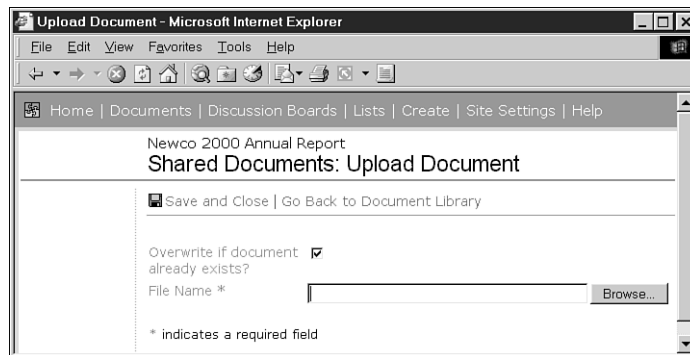 Upload Document - Microsoft Internet Explorer
File Edit View Favorites Tools Help
Home | Documents | Discussion Boards | Lists | Create | Site Settings | Help
Newco 2000 Annual Report
Shared Documents: Upload Document
Save and Close | Go Back to Document Library
Overwrite if document
already exists?
File Name *
Browse...
* indicates a required field